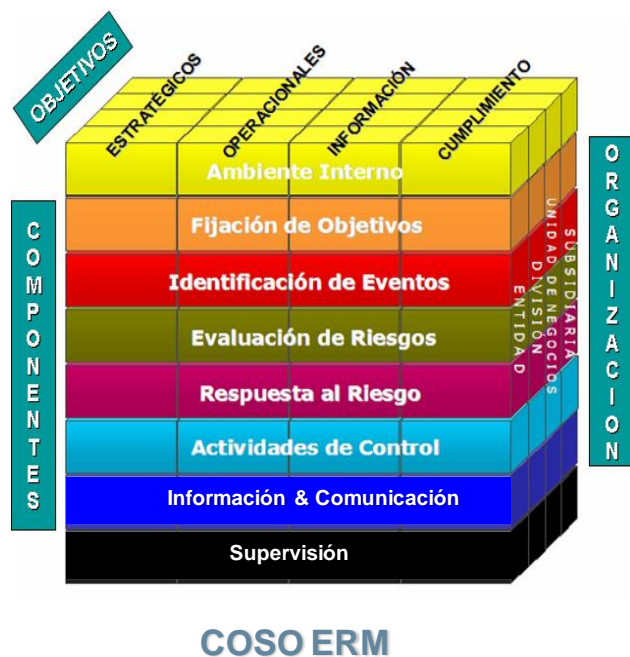 OBJETIVOS
ESTRATÉGICOS
OPERACIONALES
INFORMACIÓN
CUMPLIMIENTO
COMPONENTES
Ambiente Interno
Fijación de Objetivos
Identificación de Eventos
Evaluación de Riesgos
Respuesta al Riesgo
Actividades de Control
Información & Comunicación
Supervisión
ENTIDAD
DIVISIÓN
UNIDAD DE NEGOCIOS
SUBSIDIARIA
ORGANIZACION
COSO ERM